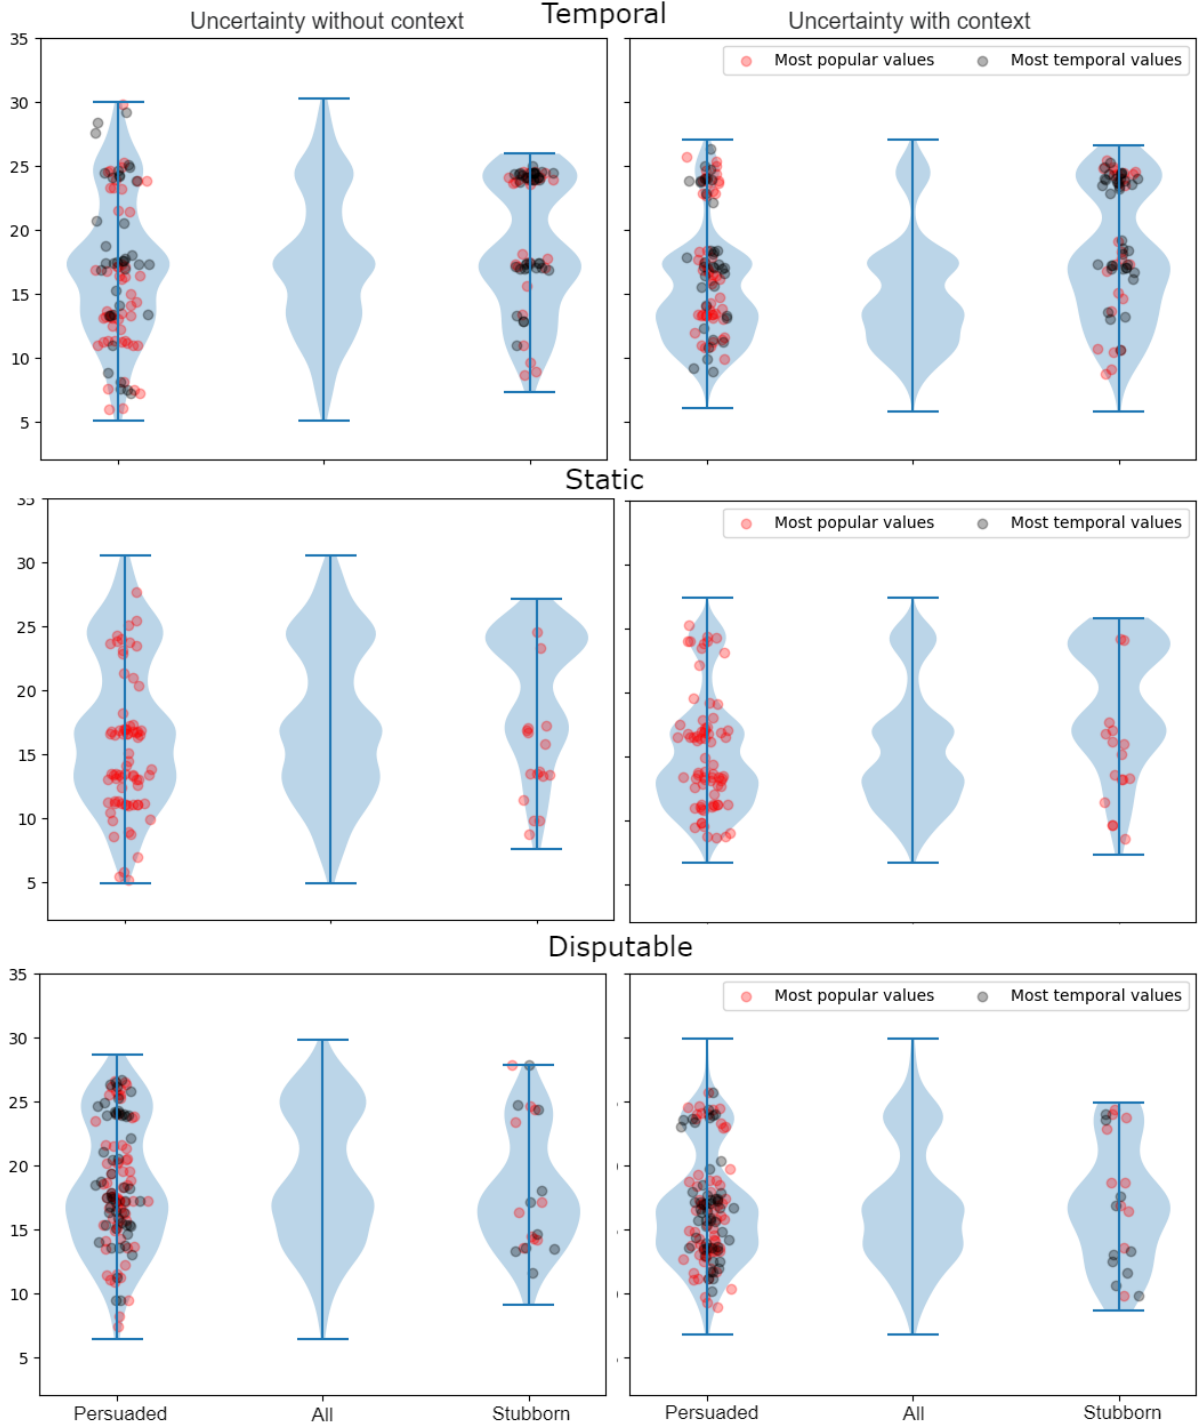 Temporal
Uncertainty without context
Uncertainty with context
35
30
25
20
15
10
5
Most popular values
Most temporal values
Static
35
30
25
20
15
10
5
Most popular values
Most temporal values
Disputable
35
30
25
20
15
10
5
Most popular values
Most temporal values
Persuaded
All
Stubborn
Persuaded
All
Stubborn